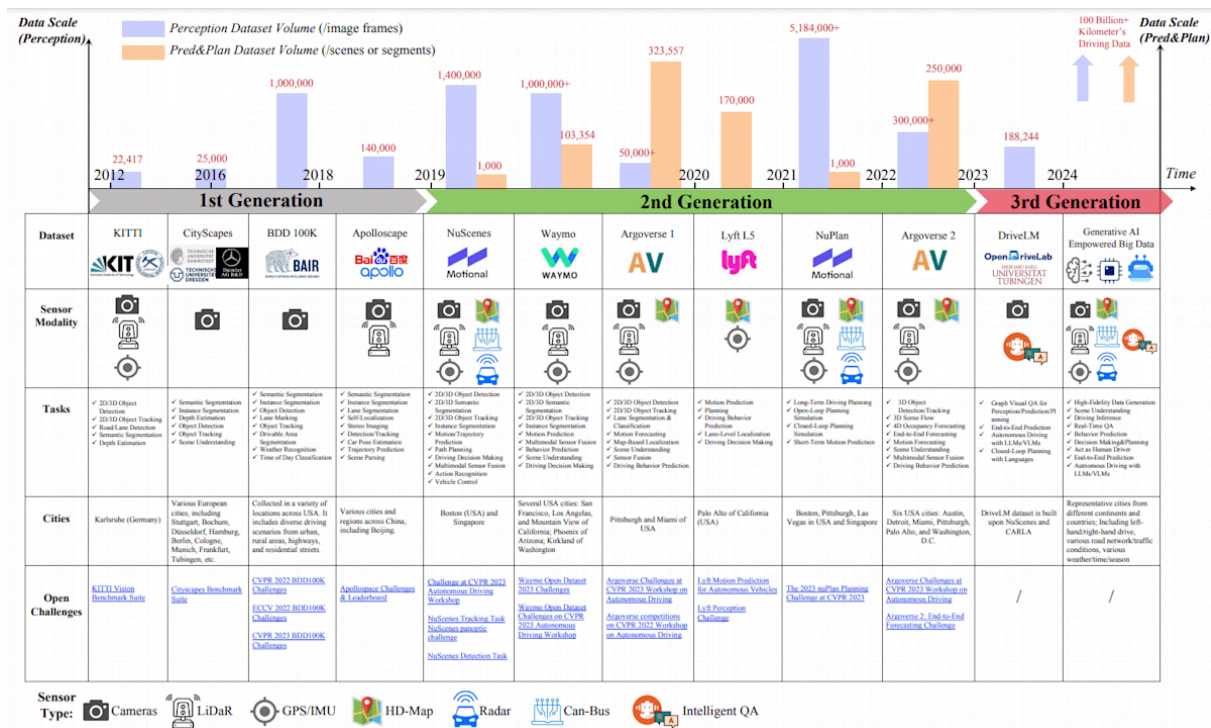 Data Scale
(Perception)
Perception Dataset Volume (/image frames)
Pred&Plan Dataset Volume (/scenes or segments)
100 Billion+
Kilometer's
Driving Data
Data Scale
(Pred&Plan)
22,417
25,000
1,000,000
140,000
1,400,000
1,000
1,000,000+
103,354
50,000+
323,557
170,000
5,184,000+
1,000
300,000+
250,000
188,244
2012
2016
2018
2019
2020
2021
2022
2023
2024
Time
1st Generation
2nd Generation
3rd Generation
Dataset
KITTI
KIT
CityScapes
TECHNISCHE
UNIVERSITÄT
DARMSTADT
TECHNISCHE
UNIVERSITÄT
DRESDEN
Daimler
AG R&D
BDD 100K
BAIR
Apolloscape
Bai百度
apollo
NuScenes
Motional
Waymo
WAYMO
Argoverse 1
AV
Lyft L5
lyft
NuPlan
Motional
Argoverse 2
AV
DriveLM
OpenDriveLab
UNIVERSITAT
TUBINGEN
Generative AI
Empowered Big Data
Sensor
Modality
Tasks
✓ 2D/3D Object
Detection
✓ 2D/3D Object Tracking
✓ Road/Lane Detection
✓ Semantic Segmentation
✓ Depth Estimation
✓ Semantic Segmentation
✓ Instance Segmentation
✓ Depth Estimation
✓ Object Detection
✓ Object Tracking
✓ Scene Understanding
✓ Semantic Segmentation
✓ Instance Segmentation
✓ Object Detection
✓ Lane Marking
✓ Object Tracking
✓ Drivable Area
Segmentation
✓ Weather Recognition
✓ Time of Day Classification
✓ Semantic Segmentation
✓ Instance Segmentation
✓ Lane Segmentation
✓ Self-Localization
✓ Stereo Imaging
✓ Detection/Tracking
✓ Car Pose Estimation
✓ Trajectory Prediction
✓ Scene Parsing
✓ 2D/3D Object Detection
✓ 2D/3D Semantic
Segmentation
✓ 2D/3D Object Tracking
✓ Instance Segmentation
✓ Motion/Trajectory
Prediction
✓ Path Planning
✓ Driving Decision Making
✓ Multimodal Sensor Fusion
✓ Action Recognition
✓ Vehicle Control
✓ 2D/3D Object Detection
✓ 2D/3D Semantic
Segmentation
✓ 2D/3D Object Tracking
✓ Motion Prediction
✓ Multimodal Sensor Fusion
✓ Behavior Prediction
✓ Scene Understanding
✓ Driving Decision Making
✓ 2D/3D Object Detection
✓ 2D/3D Object Tracking
✓ Lane Segmentation &
Classification
✓ Motion Forecasting
✓ Map-Based Localization
✓ Scene Understanding
✓ Sensor Fusion
✓ Driving Behavior Prediction
✓ Motion Prediction
✓ Planning
✓ Driving Behavior
Prediction
✓ Lane-Level Localization
✓ Driving Decision Making
✓ Long-Term Driving Planning
✓ Open-Loop Planning
Simulation
✓ Closed-Loop Planning
Simulation
✓ Short-Term Motion Prediction
✓ 3D Object
Detection/Tracking
✓ 3D Scene Flow
✓ 4D Occupancy Forecasting
✓ End-to-End Forecasting
✓ Motion Forecasting
✓ Scene Understanding
✓ Multimodal Sensor Fusion
✓ Driving Behavior Prediction
✓ Graph Visual QA for
Perception/Prediction/Pl
anning
✓ End-to-End Prediction
✓ Autonomous Driving
with LLMs/VLMs
✓ Closed-Loop Planning
with Languages
✓ High-Fidelity Data Generation
✓ Scene Understanding
✓ Driving Inference
✓ Real-Time QA
✓ Behavior Prediction
✓ Decision Making&Planning
✓ Act as Human Driver
✓ End-to-End Prediction
✓ Autnomous Driving with
LLMs/VLMs
Cities
Karlsruhe (Germany)
Various European
cities, including
Stuttgart, Bochum,
Düsseldorf, Hamburg,
Berlin, Cologne,
Munich, Frankfurt,
Tubingen, etc.
Collected in a variety of
locations across USA. It
includes diverse driving
scenarios from urban,
rural areas, highways,
and residential streets.
Various cities and
regions across China,
including Beijing.
Boston (USA) and
Singapore
Several USA cities: San
Francisco, Los Angalas,
and Mountain View of
California; Phoenix of
Arizona; Kirkland of
Washington
Pittsburgh and Miami of
USA
Palo Alto of California
(USA)
Boston, Pittsburgh, Las
Vegas in USA and Singapore
Six USA cities: Austin,
Detroit, Miami, Pittsburgh,
Palo Alto, and Washington,
D.C.
DriveLM dataset is built
upon NuScenes and
CARLA
Representative cities from
different continents and
countries; Including left-
hand/right-hand drive,
various road network/traffic
conditions, various
weather/time/season
Open
Challenges
KITTI Vision
Benchmark Suite
Cityscapes Benchmark
Suite
CVPR 2022 BDD100K
Challenges
ECCV 2022 BDD100K
Challenges
CVPR 2023 BDD100K
Challenges
Apollospace Challenges
& Leaderboard
Challenge at CVPR 2023
Autonomous Driving
Workshop
NuScenes Tracking Task
NuScenes panoptic
challenge
NuScenes Detection Task
Waymo Open Dataset
2023 Challenges
Waymo Open Dataset
Challenges on CVPR
2023 Autonomous
Driving Workshop
Argoverse Challenges at
CVPR 2023 Workshop on
Autonomous Driving
Argoverse competitions
on CVPR 2022 Workshop
on Autonomous Driving
Lyft Motion Prediction
for Autonomous Vehicles
Lyft Perception
Challenge
The 2023 nuPlan Planning
Challenge at CVPR 2023
Argoverse Challenges at
CVPR 2023 Workshop on
Autonomous Driving
Argoverse 2: End-to-End
Forecasting Challenge
/
/
Sensor
Type:
Cameras
LiDaR
GPS/IMU
HD-Map
Radar
Can-Bus
Intelligent QA